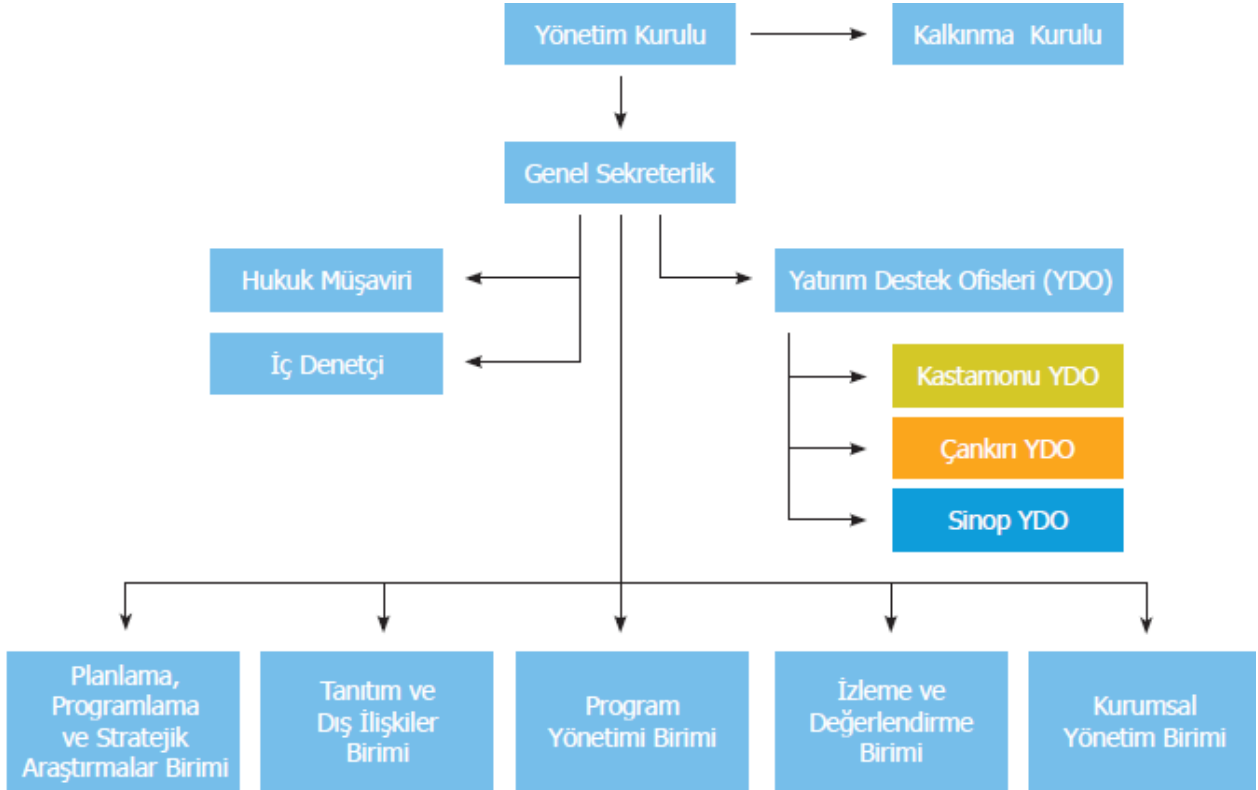 Yönetim Kurulu
Kalkınma Kurulu
Genel Sekreterlik
Hukuk Müşaviri
Yatırım Destek Ofisleri (YDO)
İç Denetçi
Kastamonu YDO
Çankırı YDO
Sinop YDO
Planlama,
Programlama
ve Stratejik
Araştırmalar Birimi
Tanıtım ve
Dış İlişkiler
Birimi
Program
Yönetimi Birimi
İzleme ve
Değerlendirme
Birimi
Kurumsal
Yönetim Birimi